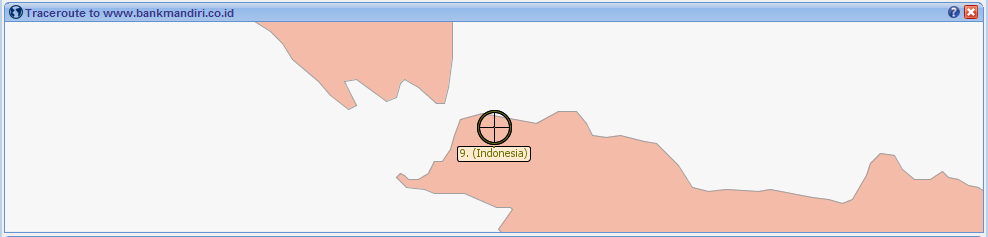 Traceroute to www.bankmandiri.co.id
?
9. (Indonesia)